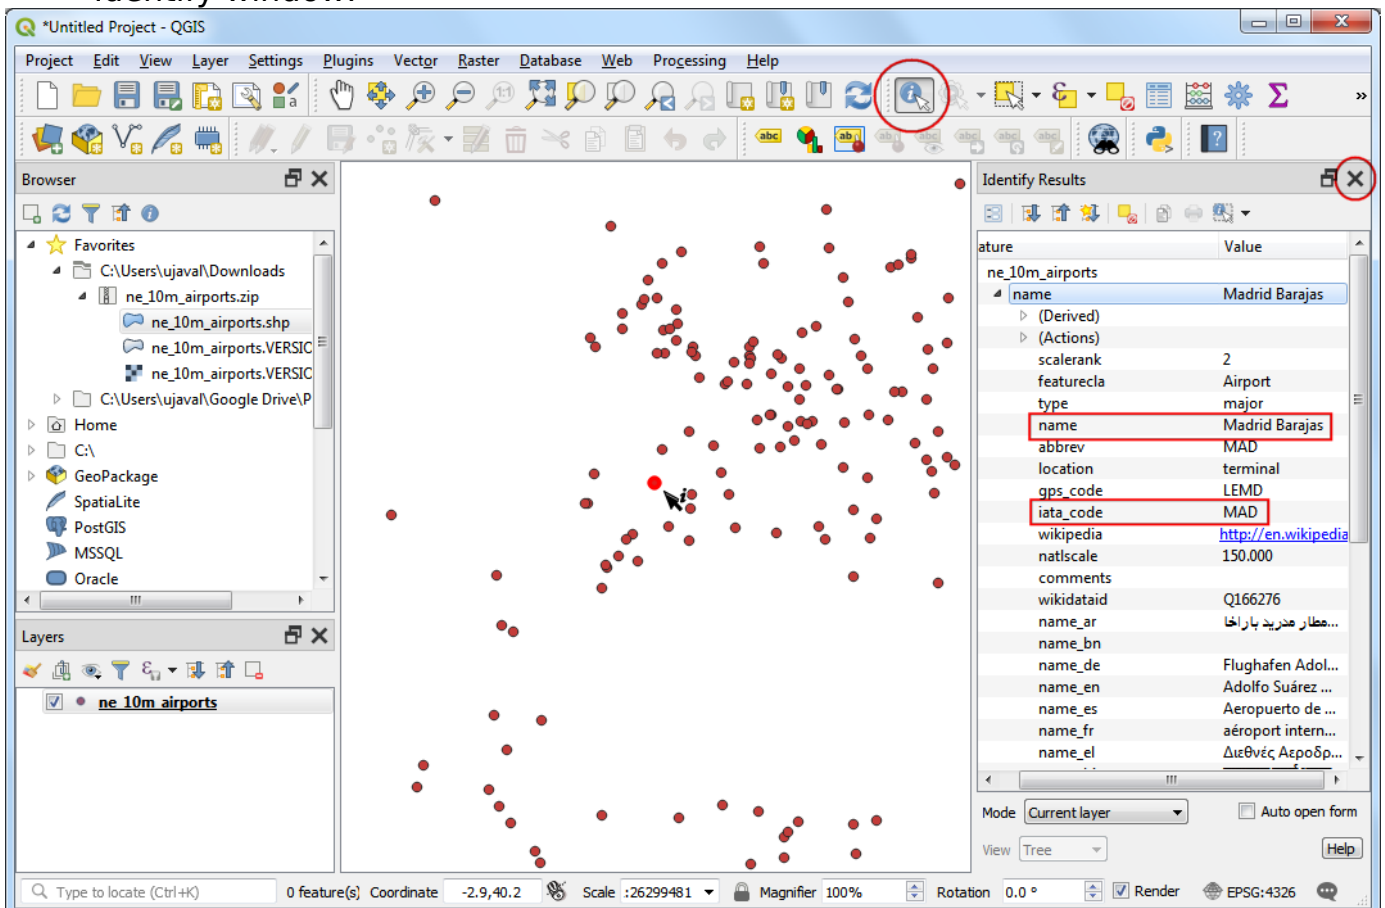 *Untitled Project - QGIS
Project Edit View Layer Settings Plugins Vector Raster Database Web Processing Help
Browser
Favorites
C:\Users\ujaval\Downloads
ne_10m_airports.zip
ne_10m_airports.shp
ne_10m_airports.VERSIC
ne_10m_airports.VERSIC
C:\Users\ujaval\Google Drive\P
Home
C:\
GeoPackage
SpatiaLite
PostGIS
MSSQL
Oracle
Layers
ne_10m_airports
Identify Results
ature Value
ne_10m_airports
name Madrid Barajas
(Derived)
(Actions)
scalerank 2
featurecla Airport
type major
name Madrid Barajas
abbrev MAD
location terminal
gps_code LEMD
iata_code MAD
wikipedia http://en.wikipedia
natlscale 150.000
comments
wikidataid Q166276
name_ar مطار مدريد باراخا...
name_bn
name_de Flughafen Adol...
name_en Adolfo Suárez ...
name_es Aeropuerto de ...
name_fr aéroport intern...
name_el Διεθνές Αεροδρ...
Mode Current layer Auto open form
View Tree Help
Type to locate (Ctrl+K) 0 feature(s) Coordinate -2.9,40.2 Scale :26299481 Magnifier 100% Rotation 0.0 ° Render EPSG:4326